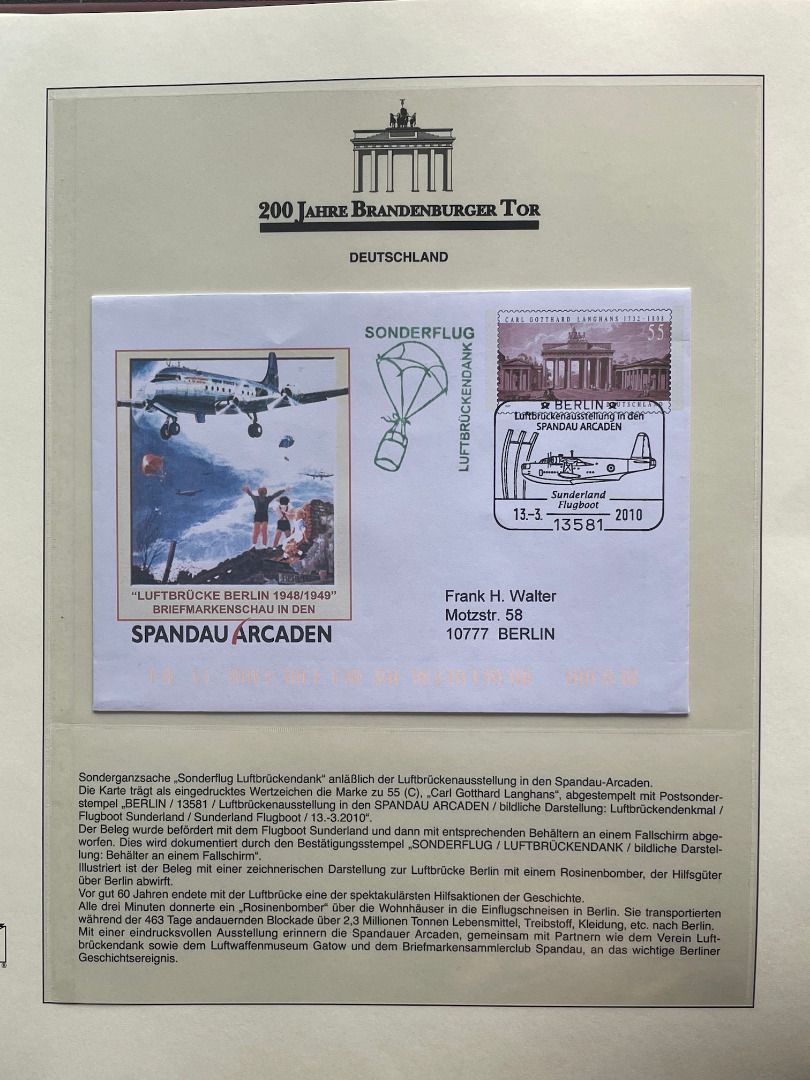 200 JAHRE BRANDENBURGER TOR
DEUTSCHLAND
SONDERFLUG
LUFTBRÜCKENDANK
CARL GOTTHARD LANGHANS 1732–1808
55
DEUTSCHLAND
BERLIN
Luftbrückenausstellung in den
SPANDAU ARCADEN
Sunderland
Flugboot
13.-3. 2010
13581
"LUFTBRÜCKE BERLIN 1948/1949"
BRIEFMARKENSCHAU IN DEN
SPANDAU ARCADEN
Frank H. Walter
Motzstr. 58
10777 BERLIN
Sonderganzsache „Sonderflug Luftbrückendank" anläßlich der Luftbrückenausstellung in den Spandau-Arcaden.
Die Karte trägt als eingedrucktes Wertzeichen die Marke zu 55 (C), „Carl Gotthard Langhans", abgestempelt mit Postsonder-
stempel „BERLIN / 13581 / Luftbrückenausstellung in den SPANDAU ARCADEN / bildliche Darstellung: Luftbrückendenkmal /
Flugboot Sunderland / Sunderland Flugboot / 13.-3.2010".
Der Beleg wurde befördert mit dem Flugboot Sunderland und dann mit entsprechenden Behältern an einem Fallschirm abge-
worfen. Dies wird dokumentiert durch den Bestätigungsstempel „SONDERFLUG / LUFTBRÜCKENDANK / bildliche Darstel-
lung: Behälter an einem Fallschirm".
Illustriert ist der Beleg mit einer zeichnerischen Darstellung zur Luftbrücke Berlin mit einem Rosinenbomber, der Hilfsgüter
über Berlin abwirft.
Vor gut 60 Jahren endete mit der Luftbrücke eine der spektakulärsten Hilfsaktionen der Geschichte.
Alle drei Minuten donnerte ein „Rosinenbomber" über die Wohnhäuser in die Einflugschneisen in Berlin. Sie transportierten
während der 463 Tage andauernden Blockade über 2,3 Millionen Tonnen Lebensmittel, Treibstoff, Kleidung, etc. nach Berlin.
Mit einer eindrucksvollen Ausstellung erinnern die Spandauer Arcaden, gemeinsam mit Partnern wie dem Verein Luft-
brückendank sowie dem Luftwaffenmuseum Gatow und dem Briefmarkensammlerclub Spandau, an das wichtige Berliner
Geschichtsereignis.